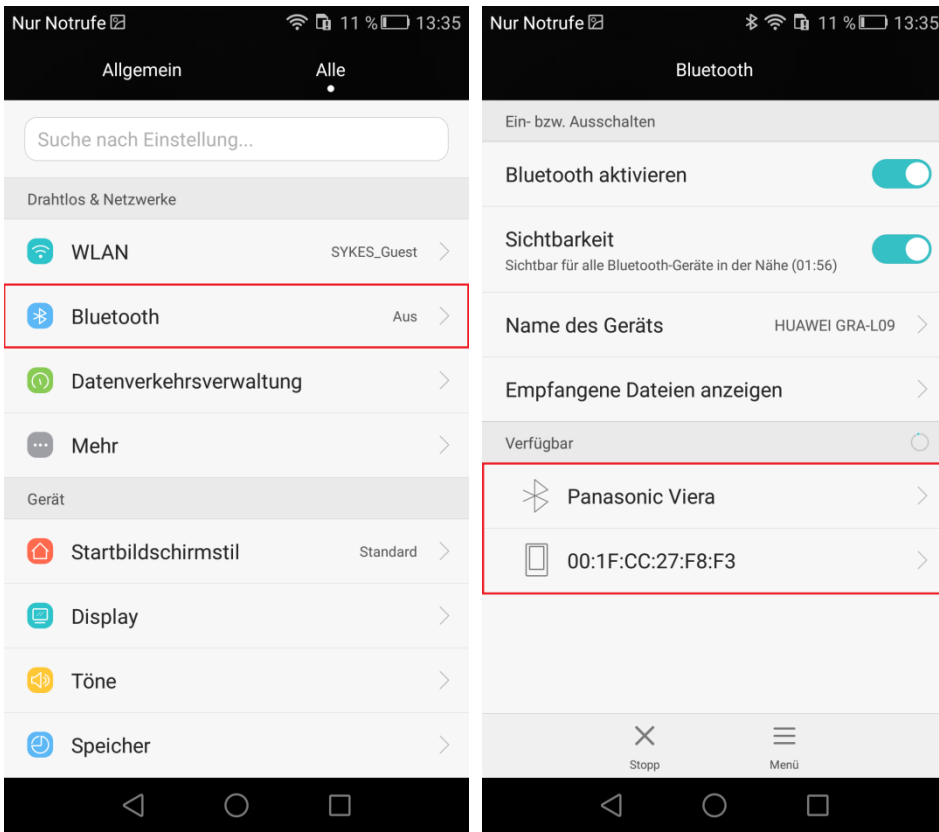 Nur Notrufe 11 % 13:35
Allgemein Alle
Suche nach Einstellung...
Drahtlos & Netzwerke
WLAN SYKES_Guest
Bluetooth Aus
Datenverkehrsverwaltung
Mehr
Gerät
Startbildschirmstil Standard
Display
Töne
Speicher
Nur Notrufe 11 % 13:35
Bluetooth
Ein- bzw. Ausschalten
Bluetooth aktivieren
Sichtbarkeit
Sichtbar für alle Bluetooth-Geräte in der Nähe (01:56)
Name des Geräts HUAWEI GRA-L09
Empfangene Dateien anzeigen
Verfügbar
Panasonic Viera
00:1F:CC:27:F8:F3
Stopp Menü